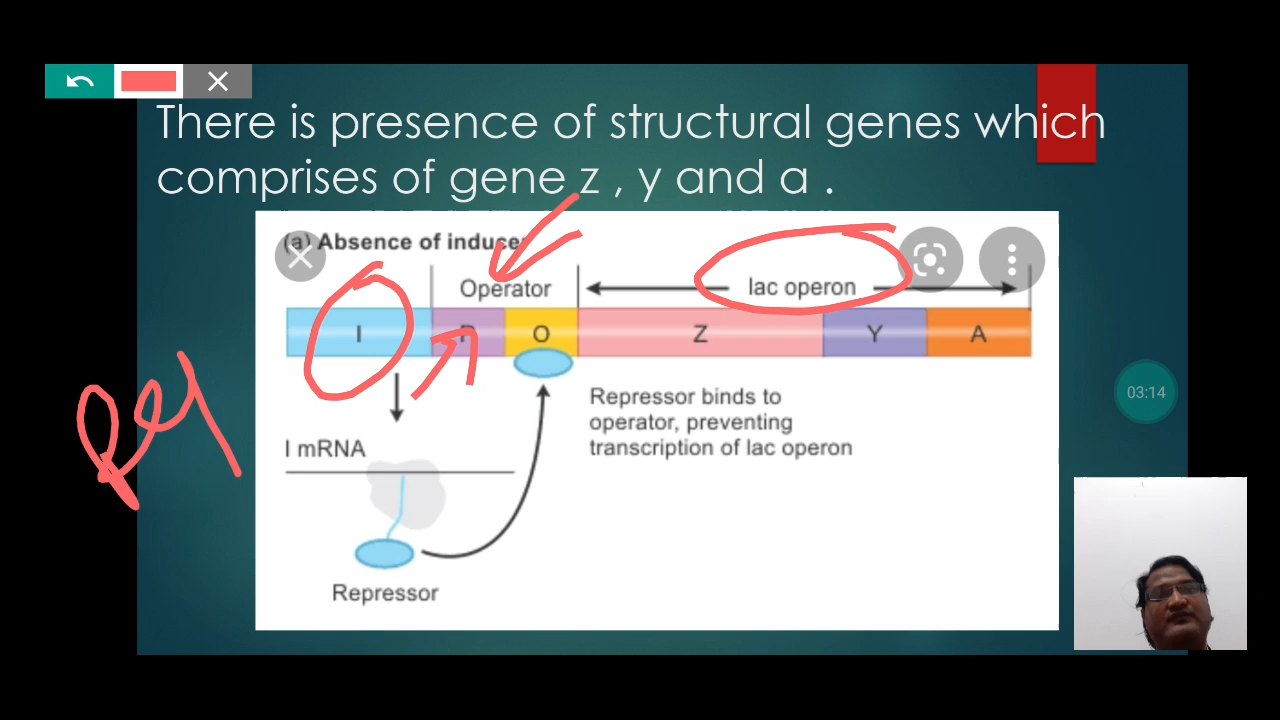 There is presence of structural genes which
comprises of gene z , y and a .
(a) Absence of inducer
Operator
lac operon
I
P
O
Z
Y
A
03:14
Repressor binds to
operator, preventing
transcription of lac operon
I mRNA
Repressor